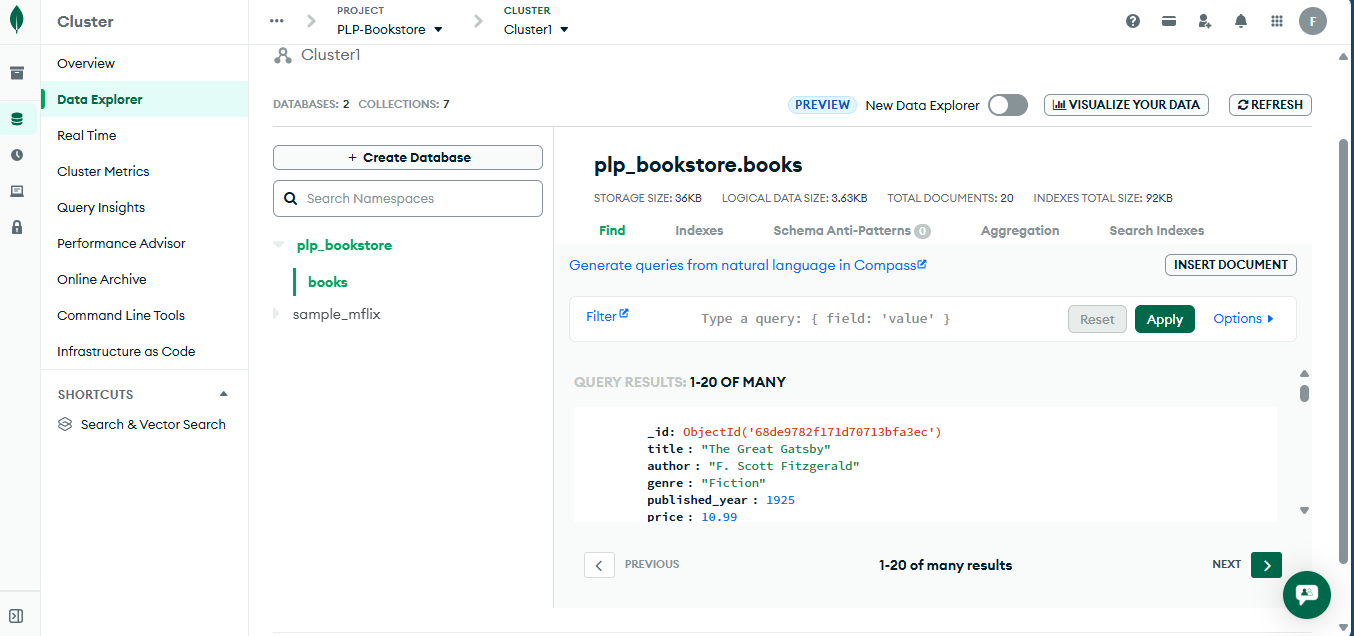 Cluster
Overview
Data Explorer
Real Time
Cluster Metrics
Query Insights
Performance Advisor
Online Archive
Command Line Tools
Infrastructure as Code
SHORTCUTS
Search & Vector Search
PROJECT
PLP-Bookstore
CLUSTER
Cluster1
F
Cluster1
DATABASES: 2 COLLECTIONS: 7
PREVIEW New Data Explorer
VISUALIZE YOUR DATA
REFRESH
+ Create Database
Search Namespaces
plp_bookstore
books
sample_mflix
plp_bookstore.books
STORAGE SIZE: 36KB LOGICAL DATA SIZE: 3.63KB TOTAL DOCUMENTS: 20 INDEXES TOTAL SIZE: 92KB
Find Indexes Schema Anti-Patterns 0 Aggregation Search Indexes
Generate queries from natural language in Compass
INSERT DOCUMENT
Filter Type a query: { field: 'value' } Reset Apply Options
QUERY RESULTS: 1-20 OF MANY
_id: ObjectId('68de9782f171d70713bfa3ec')
title : "The Great Gatsby"
author : "F. Scott Fitzgerald"
genre : "Fiction"
published_year : 1925
price : 10.99
PREVIOUS 1-20 of many results NEXT